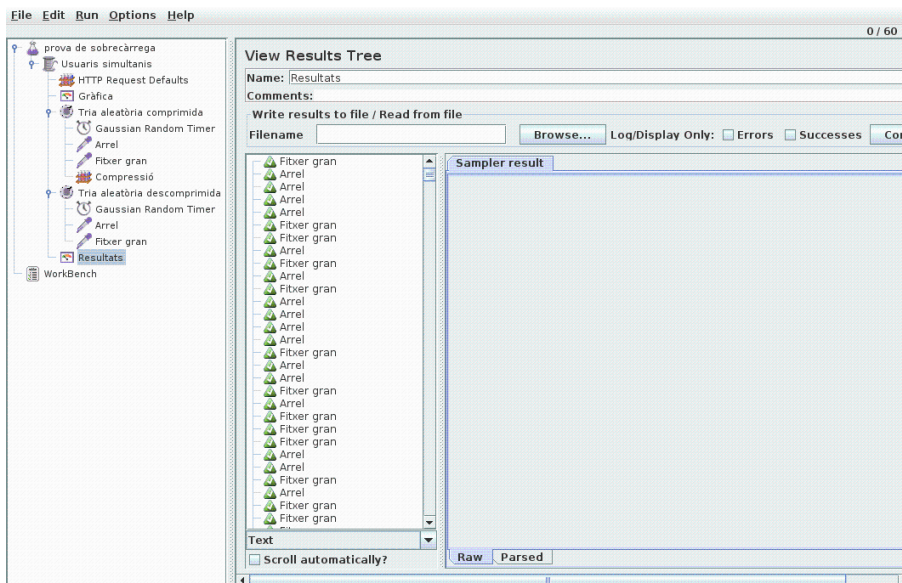 File Edit Run Options Help
0 / 60
prova de sobrecàrrega
Usuaris simultanis
HTTP Request Defaults
Gràfica
Tria aleatòria comprimida
Gaussian Random Timer
Arrel
Fitxer gran
Compressió
Tria aleatòria descomprimida
Gaussian Random Timer
Arrel
Fitxer gran
Resultats
WorkBench
View Results Tree
Name: Resultats
Comments:
Write results to file / Read from file
Filename Browse... Log/Display Only: Errors Successes Co
Fitxer gran
Arrel
Arrel
Arrel
Arrel
Fitxer gran
Fitxer gran
Arrel
Fitxer gran
Arrel
Fitxer gran
Arrel
Arrel
Arrel
Arrel
Fitxer gran
Arrel
Arrel
Fitxer gran
Arrel
Fitxer gran
Fitxer gran
Fitxer gran
Arrel
Arrel
Fitxer gran
Arrel
Fitxer gran
Fitxer gran
Text
Scroll automatically?
Sampler result
Raw Parsed